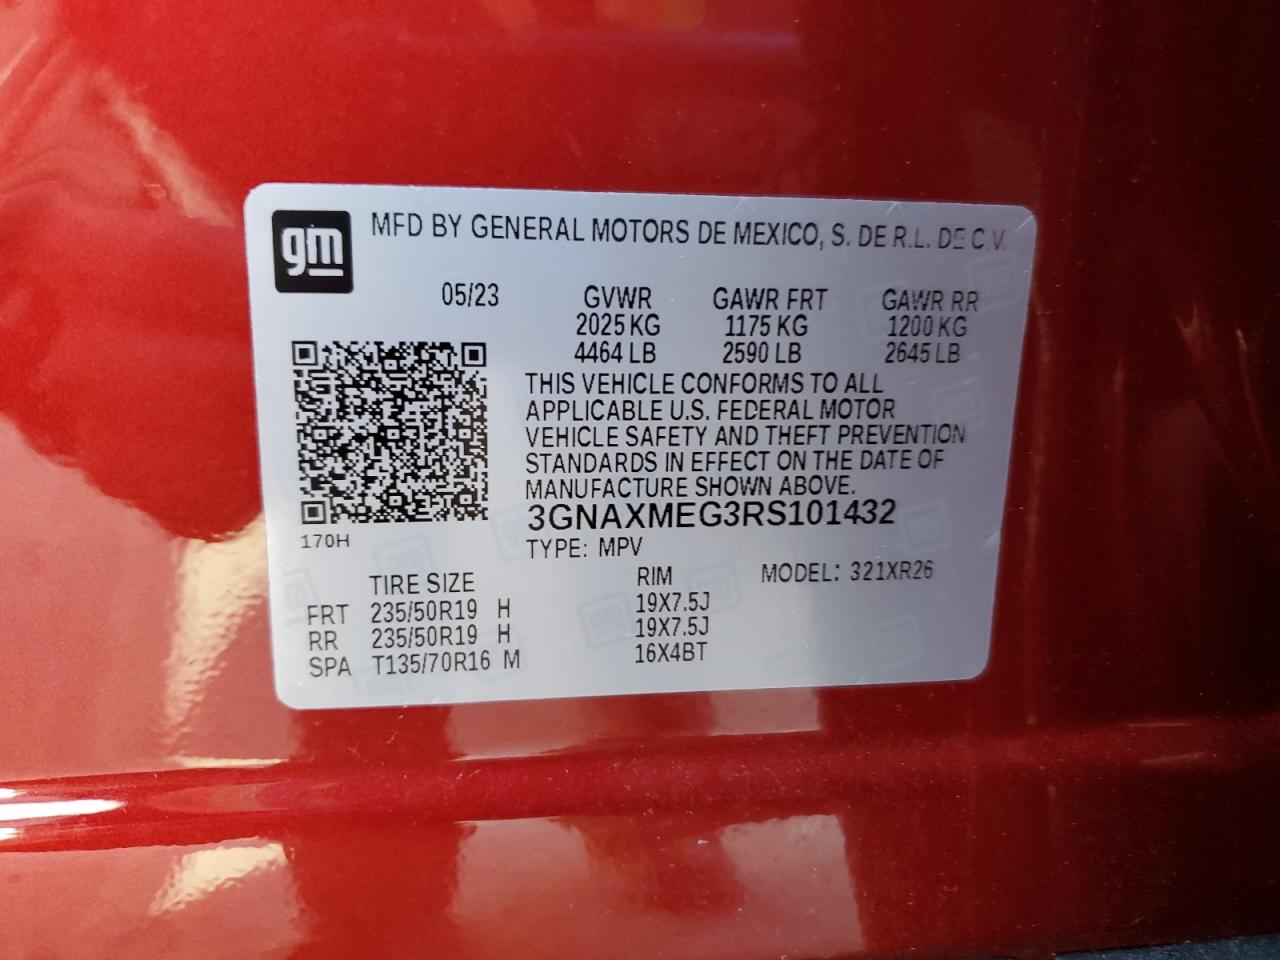 gm
MFD BY GENERAL MOTORS DE MEXICO, S. DE R.L. DE C.V.
05/23 GVWR GAWR FRT GAWR RR
2025 KG 1175 KG 1200 KG
4464 LB 2590 LB 2645 LB
THIS VEHICLE CONFORMS TO ALL
APPLICABLE U.S. FEDERAL MOTOR
VEHICLE SAFETY AND THEFT PREVENTION
STANDARDS IN EFFECT ON THE DATE OF
MANUFACTURE SHOWN ABOVE.
3GNAXMEG3RS101432
170H
TYPE: MPV
TIRE SIZE RIM MODEL: 321XR26
FRT 235/50R19 H 19X7.5J
RR 235/50R19 H 19X7.5J
SPA T135/70R16 M 16X4BT